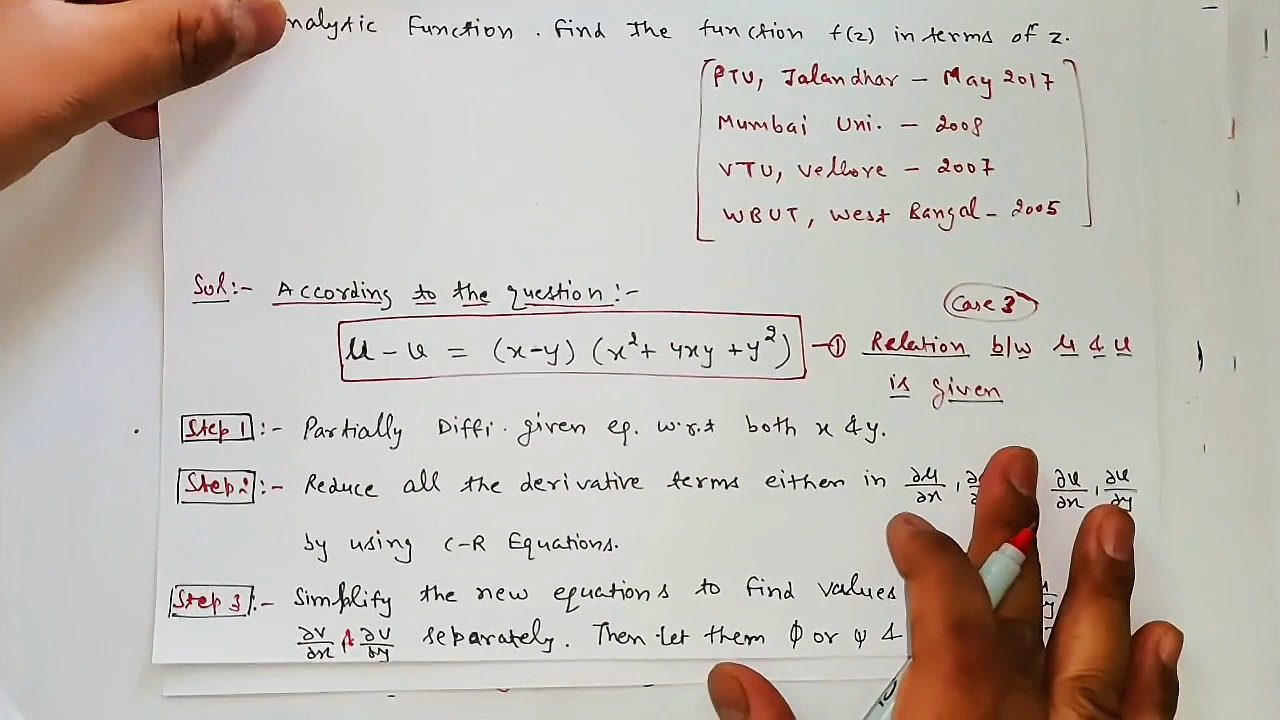 nalytic Function. find the function f(z) in terms of z.
PTU, Jalandhar - May 2017
Mumbai Uni. - 2008
VTU, Vellore - 2007
WBUT, West Bangal - 2005
Sol:- According to the question:-
Case 3
u - v = (x-y) (x²+ 4xy + y²) —① Relation b/w u & v
is given
Step 1 :- Partially Diffi. given eq. w.r.t both x & y.
Step 2 :- Reduce all the derivative terms either in ∂u/∂x , ∂v/∂x , ∂v/∂y
by using C-R Equations.
Step 3 :- Simplify the new equations to find values
∂v/∂x & ∂v/∂y separately. Then let them φ or ψ &